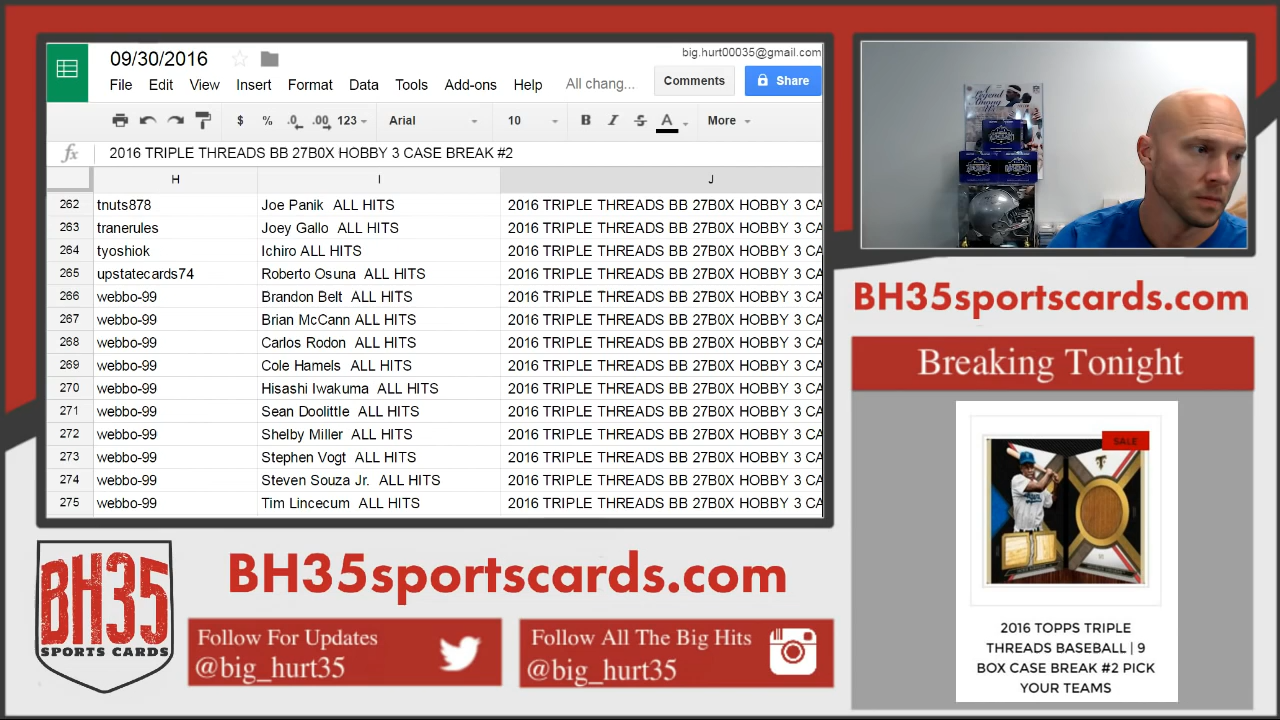 09/30/2016
big.hurt00035@gmail.com
File Edit View Insert Format Data Tools Add-ons Help All chang...
Comments
Share
$ % .0 .00 123 Arial 10 B I S A More
fx 2016 TRIPLE THREADS BB 27B0X HOBBY 3 CASE BREAK #2
H I J
262 tnuts878 Joe Panik ALL HITS 2016 TRIPLE THREADS BB 27B0X HOBBY 3 CA
263 tranerules Joey Gallo ALL HITS 2016 TRIPLE THREADS BB 27B0X HOBBY 3 CA
264 tyoshiok Ichiro ALL HITS 2016 TRIPLE THREADS BB 27B0X HOBBY 3 CA
265 upstatecards74 Roberto Osuna ALL HITS 2016 TRIPLE THREADS BB 27B0X HOBBY 3 CA
266 webbo-99 Brandon Belt ALL HITS 2016 TRIPLE THREADS BB 27B0X HOBBY 3 CA
267 webbo-99 Brian McCann ALL HITS 2016 TRIPLE THREADS BB 27B0X HOBBY 3 CA
268 webbo-99 Carlos Rodon ALL HITS 2016 TRIPLE THREADS BB 27B0X HOBBY 3 CA
269 webbo-99 Cole Hamels ALL HITS 2016 TRIPLE THREADS BB 27B0X HOBBY 3 CA
270 webbo-99 Hisashi Iwakuma ALL HITS 2016 TRIPLE THREADS BB 27B0X HOBBY 3 CA
271 webbo-99 Sean Doolittle ALL HITS 2016 TRIPLE THREADS BB 27B0X HOBBY 3 CA
272 webbo-99 Shelby Miller ALL HITS 2016 TRIPLE THREADS BB 27B0X HOBBY 3 CA
273 webbo-99 Stephen Vogt ALL HITS 2016 TRIPLE THREADS BB 27B0X HOBBY 3 CA
274 webbo-99 Steven Souza Jr. ALL HITS 2016 TRIPLE THREADS BB 27B0X HOBBY 3 CA
275 webbo-99 Tim Lincecum ALL HITS 2016 TRIPLE THREADS BB 27B0X HOBBY 3 CA
A Legend
Among
BH35sportscards.com
Breaking Tonight
SALE
2016 TOPPS TRIPLE
THREADS BASEBALL | 9
BOX CASE BREAK #2 PICK
YOUR TEAMS
BH35
SPORTS CARDS
BH35sportscards.com
Follow For Updates
@big_hurt35
Follow All The Big Hits
@big_hurt35